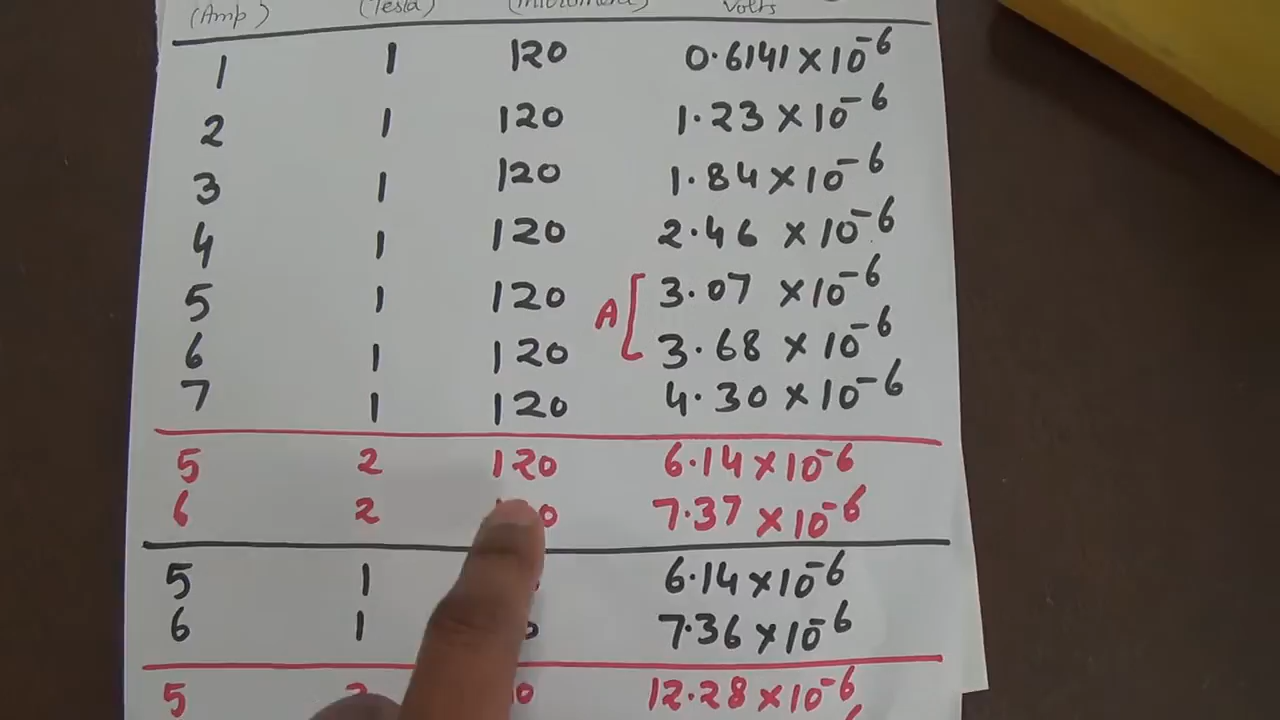 (Amp) (Tesla) (micrometer) Volts
1 1 120 0.6141×10⁻⁶
2 1 120 1.23×10⁻⁶
3 1 120 1.84×10⁻⁶
4 1 120 2.46×10⁻⁶
5 1 120 3.07×10⁻⁶
A
6 1 120 3.68×10⁻⁶
7 1 120 4.30×10⁻⁶
5 2 120 6.14×10⁻⁶
6 2 7.37×10⁻⁶
5 1 6.14×10⁻⁶
6 1 7.36×10⁻⁶
5 12.28×10⁻⁶